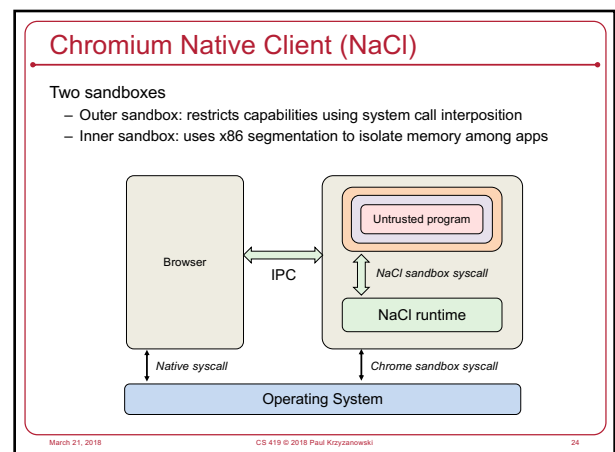 Chromium Native Client (NaCl)
Two sandboxes
– Outer sandbox: restricts capabilities using system call interposition
– Inner sandbox: uses x86 segmentation to isolate memory among apps
Untrusted program
Browser
IPC
NaCl sandbox syscall
NaCl runtime
Native syscall
Chrome sandbox syscall
Operating System
March 21, 2018
CS 419 © 2018 Paul Krzyzanowski
24